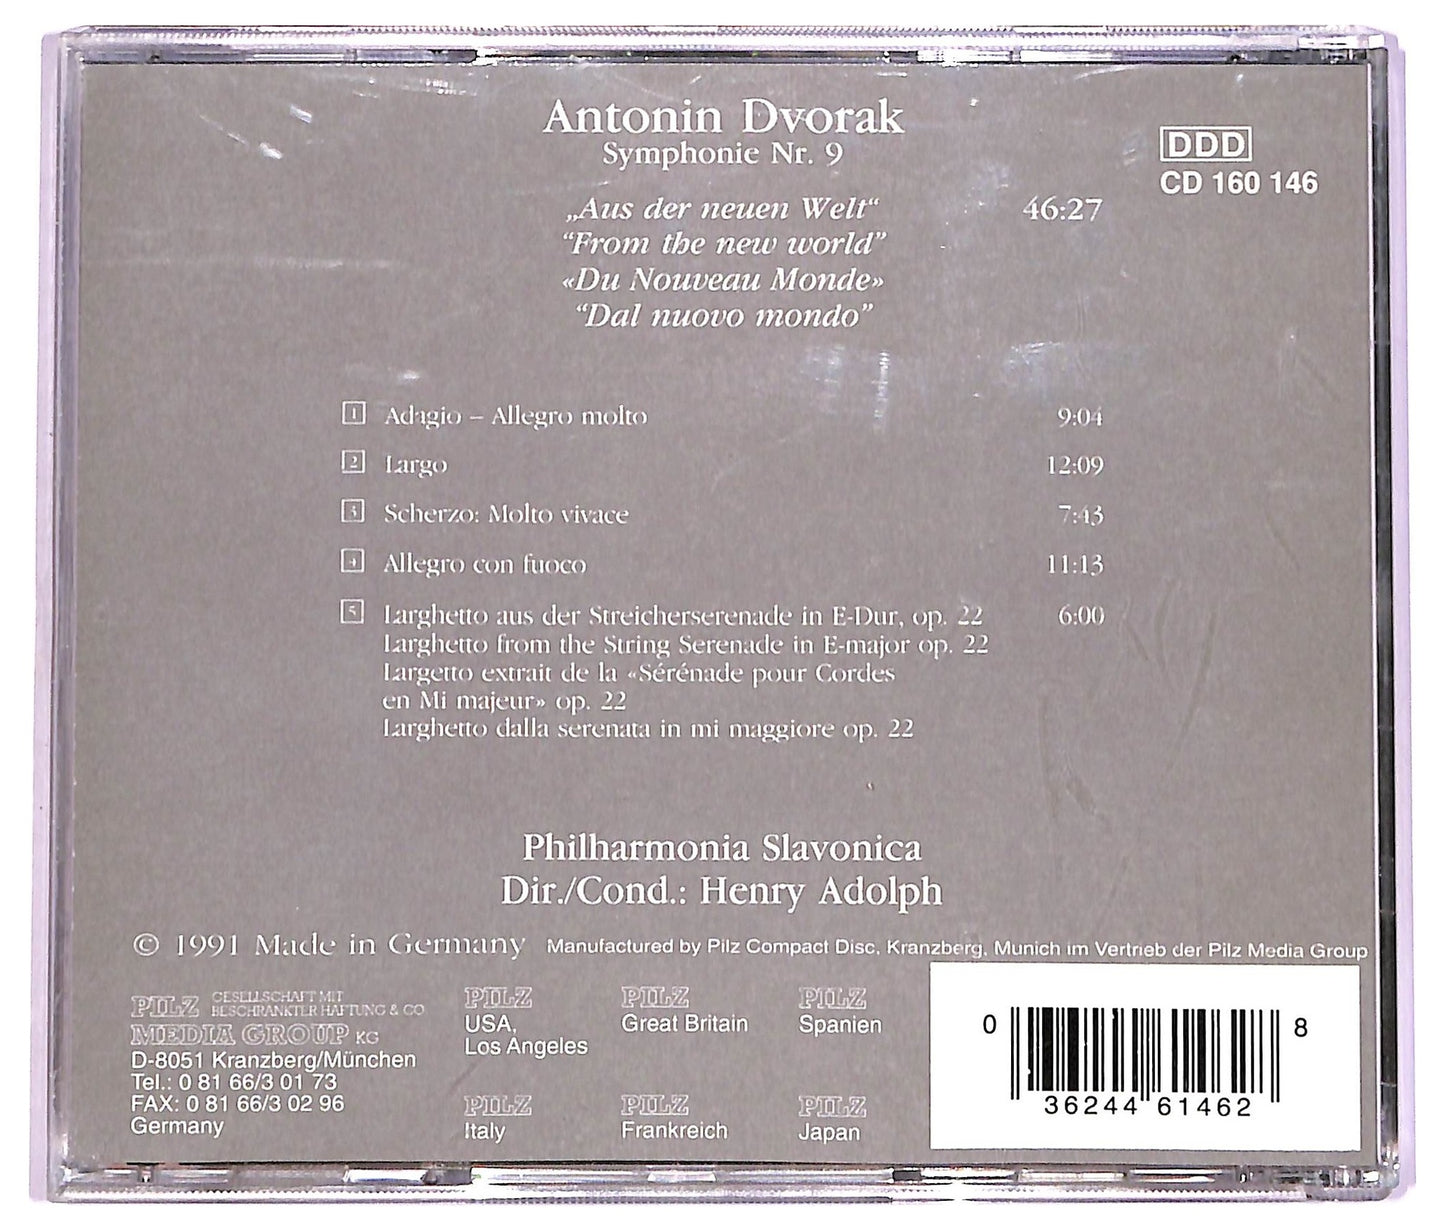 Antonin Dvorak
Symphonie Nr. 9
„Aus der neuen Welt“ 46:27
“From the new world”
«Du Nouveau Monde»
“Dal nuovo mondo”
DDD
CD 160 146
1 Adagio – Allegro molto 9:04
2 Largo 12:09
3 Scherzo: Molto vivace 7:43
4 Allegro con fuoco 11:13
5 Larghetto aus der Streicherserenade in E-Dur, op. 22 6:00
Larghetto from the String Serenade in E-major op. 22
Largetto extrait de la «Sérénade pour Cordes
en Mi majeur» op. 22
Larghetto dalla serenata in mi maggiore op. 22
Philharmonia Slavonica
Dir./Cond.: Henry Adolph
© 1991 Made in Germany Manufactured by Pilz Compact Disc, Kranzberg, Munich im Vertrieb der Pilz Media Group
PILZ GESELLSCHAFT MIT
BESCHRÄNKTER HAFTUNG & CO
MEDIA GROUP KG
D-8051 Kranzberg/München
Tel.: 0 81 66/3 01 73
FAX: 0 81 66/3 02 96
Germany
PILZ
USA,
Los Angeles
PILZ
Great Britain
PILZ
Spanien
PILZ
Italy
PILZ
Frankreich
PILZ
Japan
0 36244 61462 8